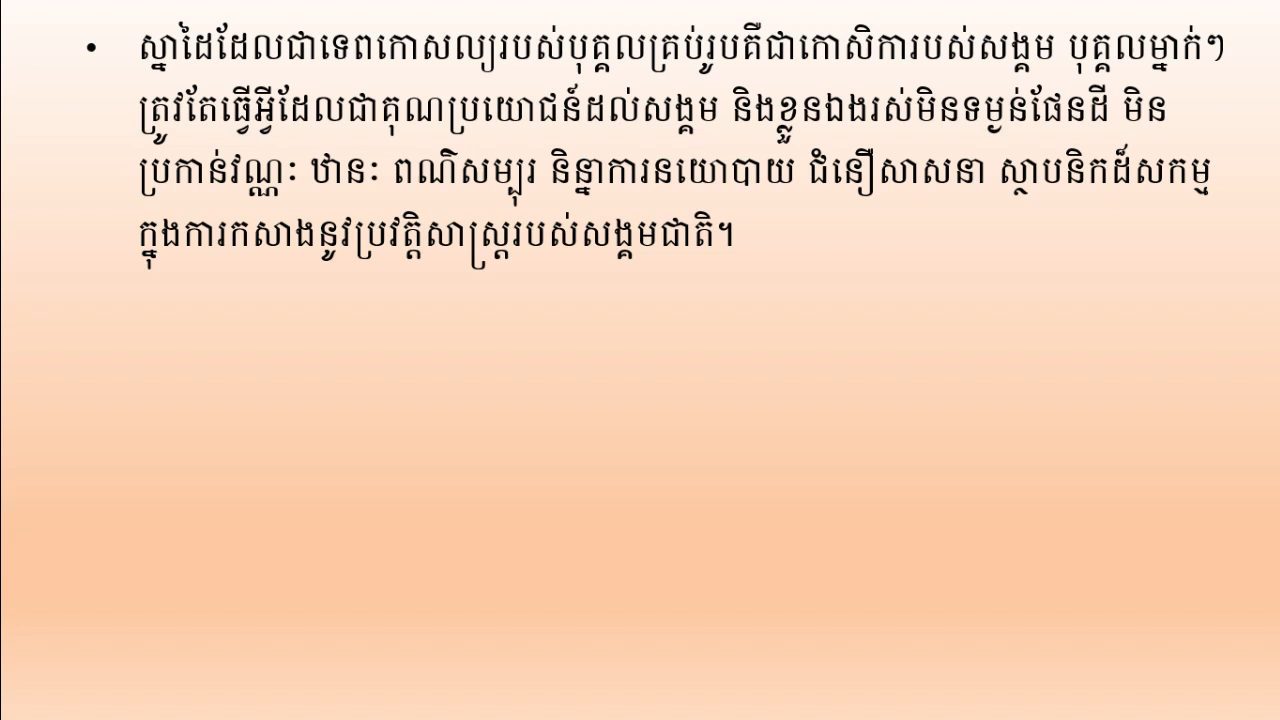 • ស្នាដៃដែលជាទេពកោសល្យរបស់បុគ្គលគ្រប់រូបគឺជាកោសិការបស់សង្គម បុគ្គលម្នាក់ៗ
ត្រូវតែធ្វើអ្វីដែលជាគុណប្រយោជន៍ដល់សង្គម និងខ្លួនឯងរស់មិនទម្ងន់ផែនដី មិន
ប្រកាន់វណ្ណៈ ឋានៈ ពណ៌សម្បុរ និន្នាការនយោបាយ ជំនឿសាសនា ស្ថាបនិកដ៏សកម្ម
ក្នុងការកសាងនូវប្រវត្តិសាស្ត្ររបស់សង្គមជាតិ។